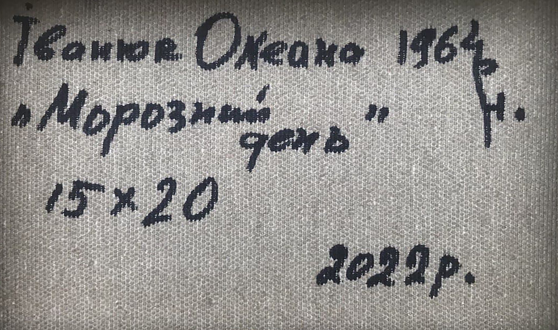 Іванюк Оксана 1964 р.н.
„Морозний
день"
15×20
2022р.